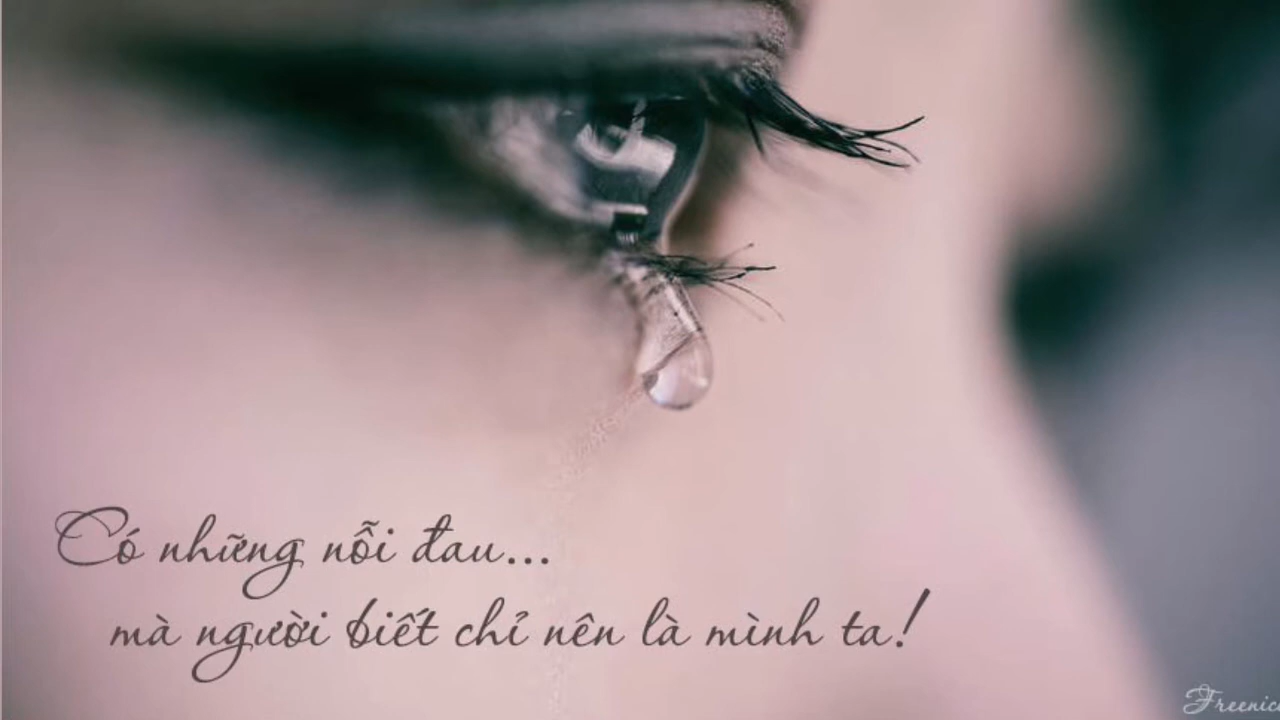 Có những nỗi đau...
mà người biết chỉ nên là mình ta!